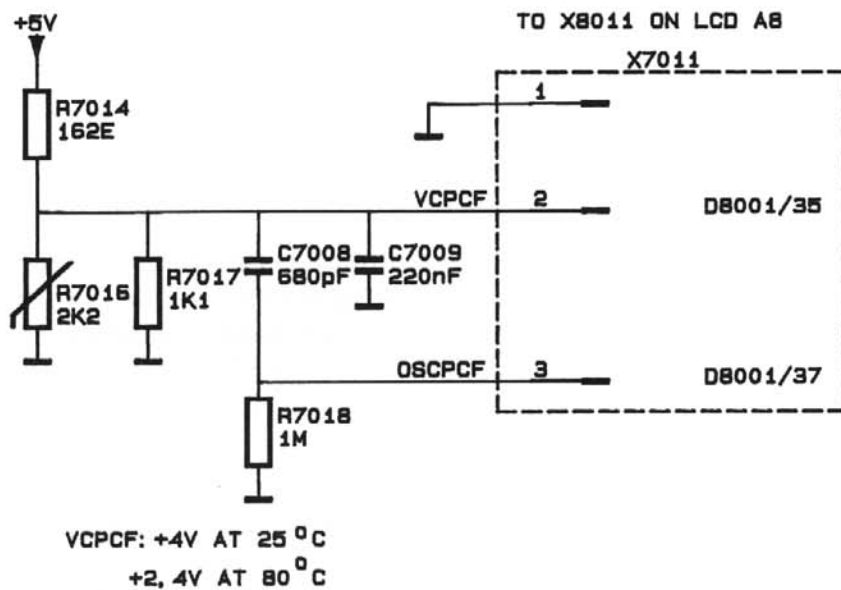 +5V
TO X8011 ON LCD A8
X7011
R7014
162E
1
VCPCF
2
D8001/35
R7016
2K2
R7017
1K1
C7008
680pF
C7009
220nF
OSCPCF
3
D8001/37
R7018
1M
VCPCF: +4V AT 25°C
+2,4V AT 80°C